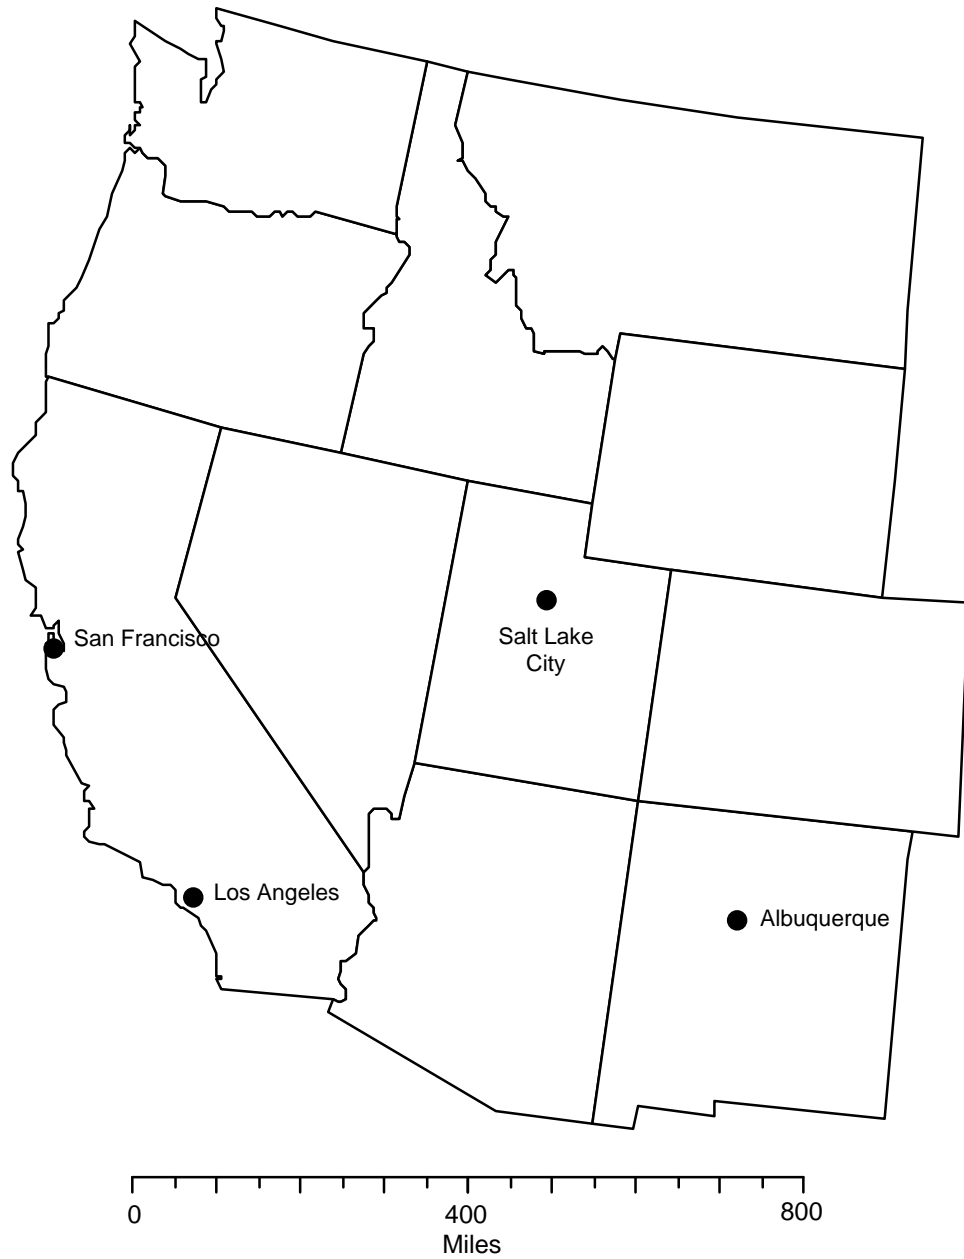 San Francisco
Salt Lake
City
Los Angeles
Albuquerque
0 400 800
Miles